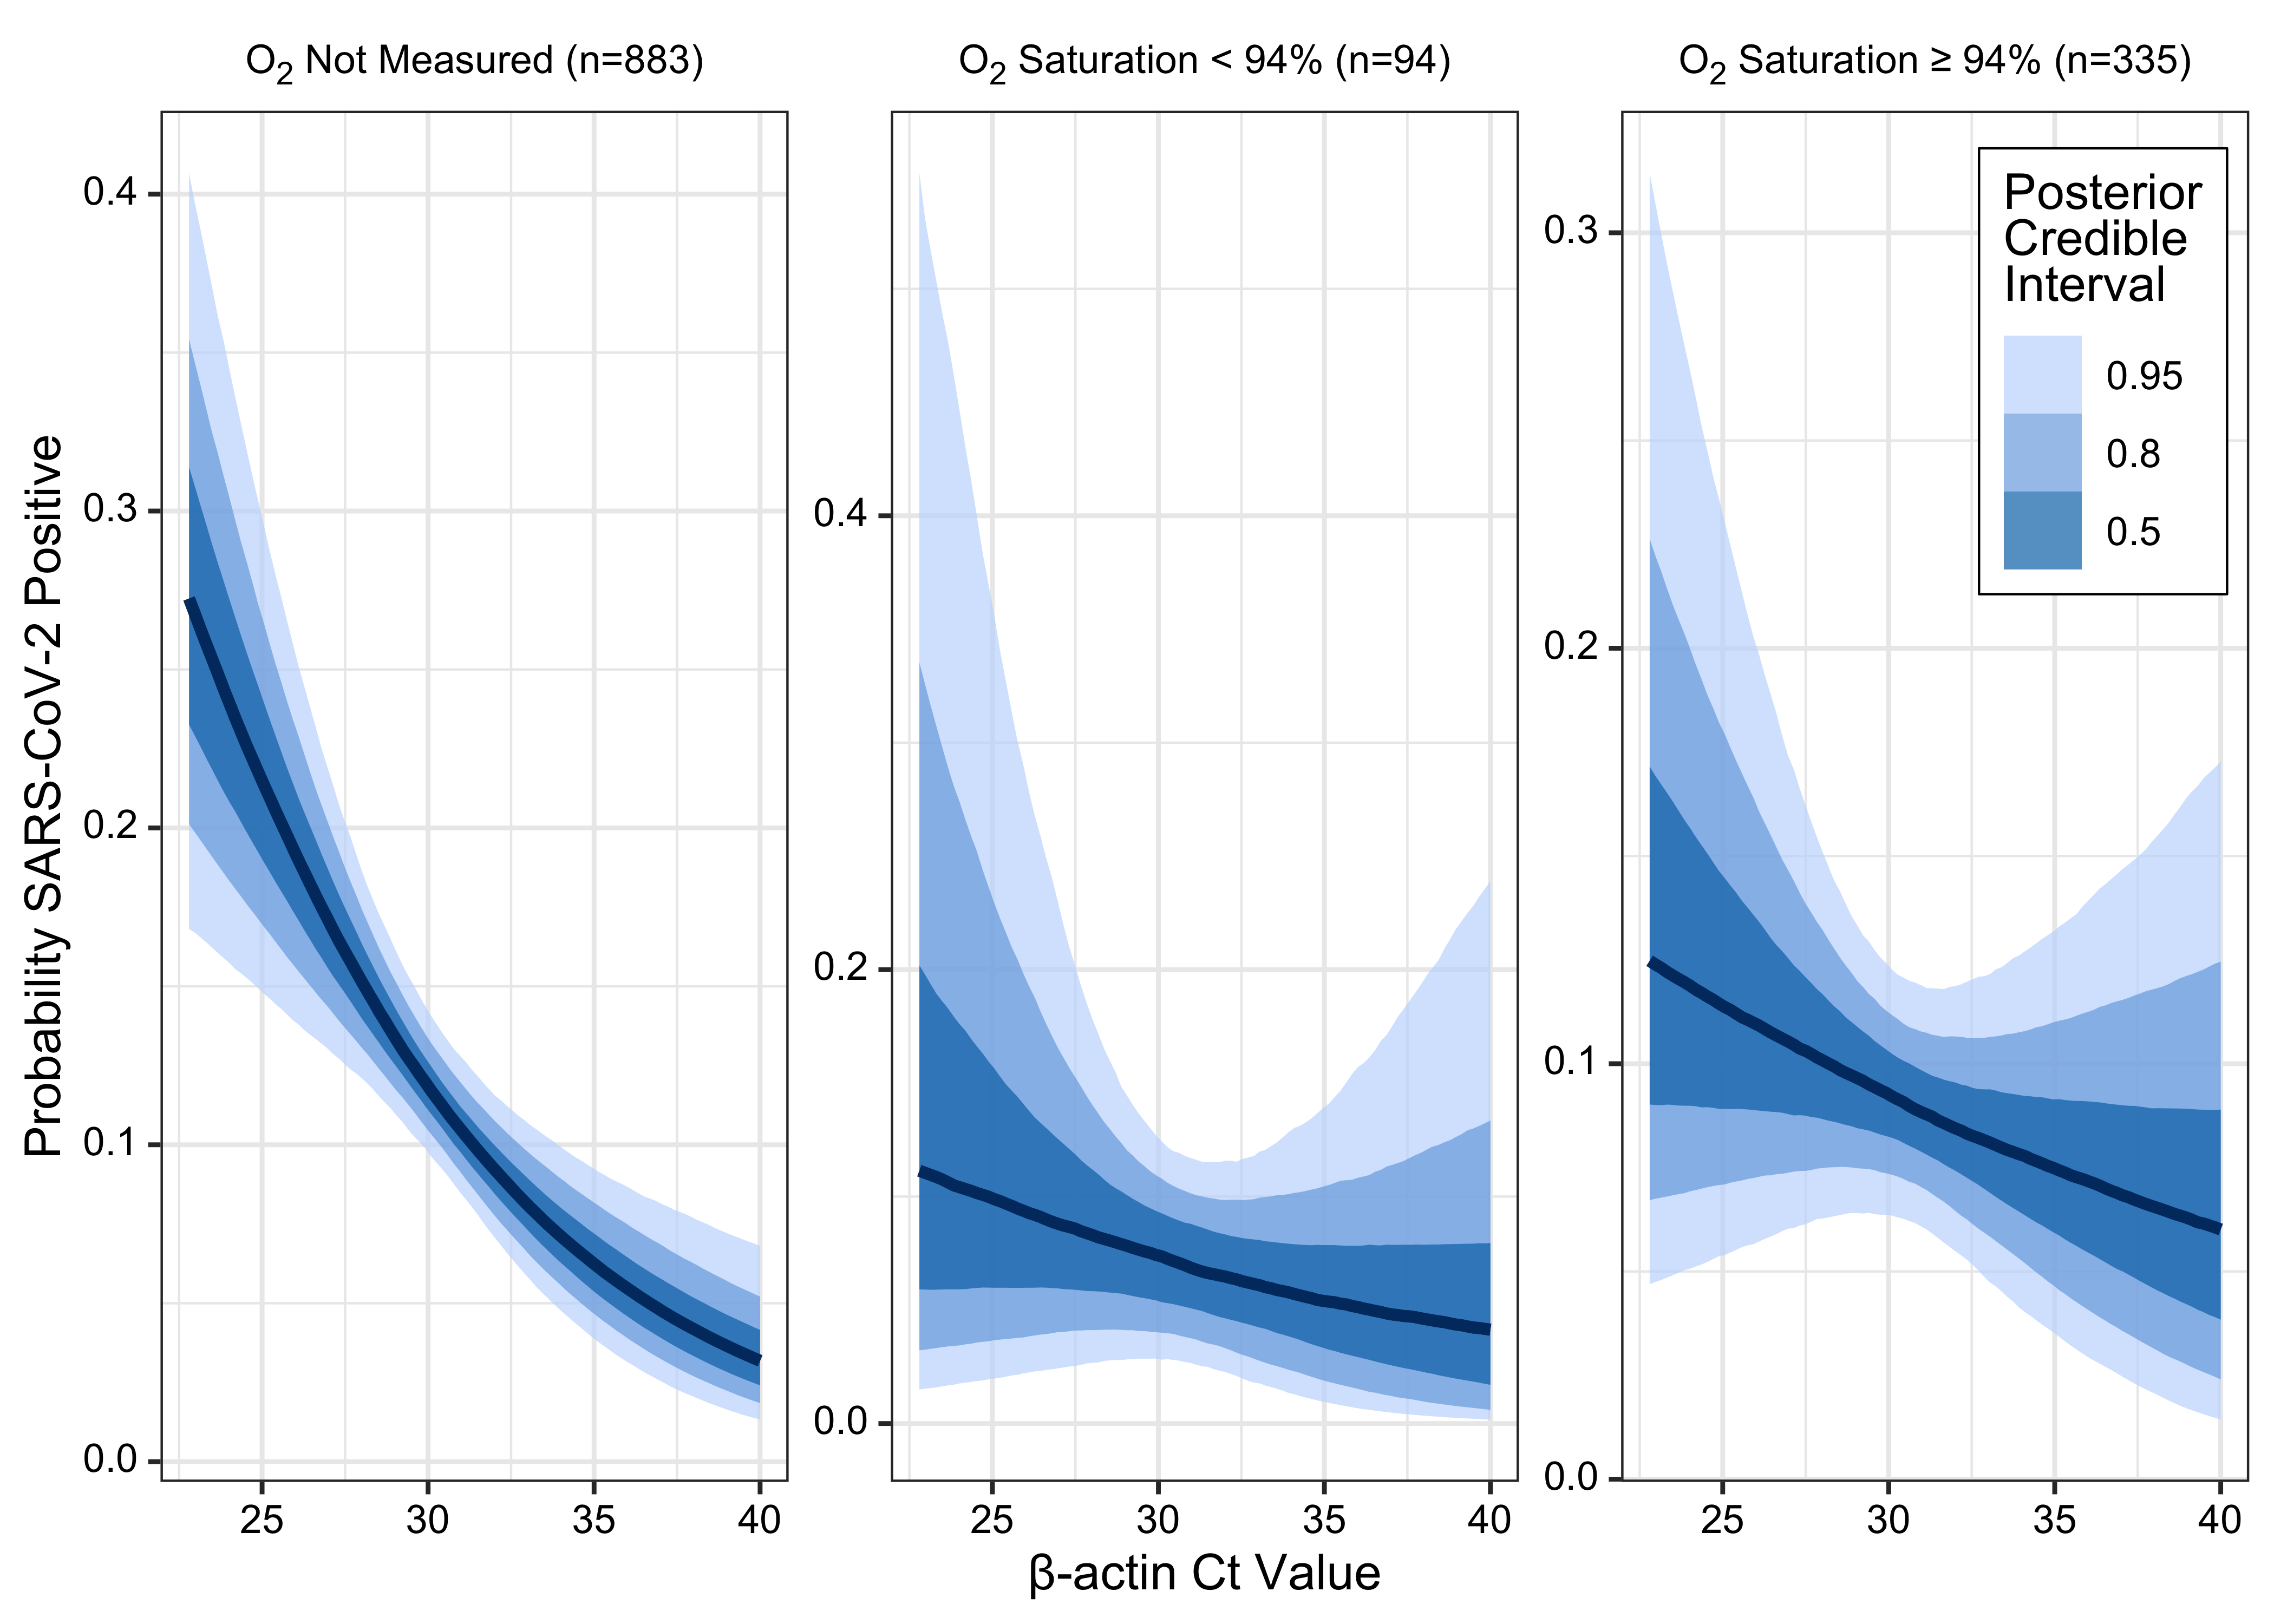 O₂ Not Measured (n=883)
O₂ Saturation < 94% (n=94)
O₂ Saturation ≥ 94% (n=335)
Probability SARS-CoV-2 Positive
0.4
0.3
0.2
0.1
0.0
25 30 35 40
0.4
0.2
0.0
25 30 35 40
0.3
0.2
0.1
0.0
25 30 35 40
Posterior
Credible
Interval
0.95
0.8
0.5
β-actin Ct Value